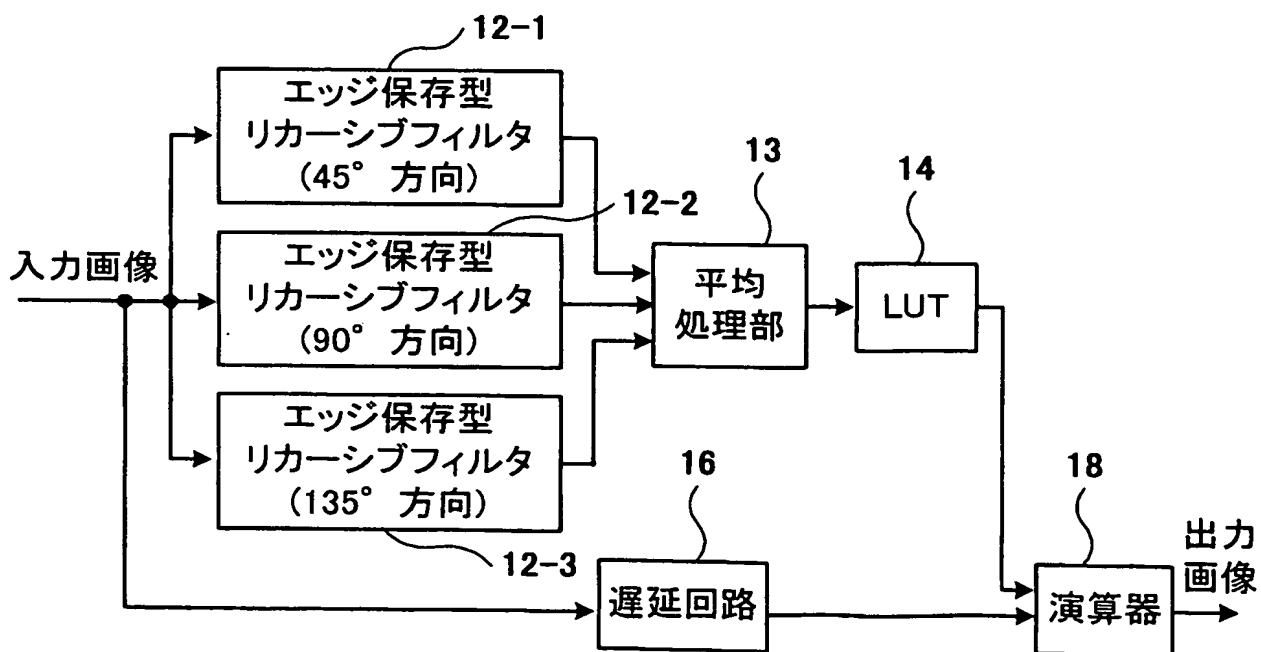 12-1
エッジ保存型
リカーシブフィルタ
(45° 方向)
13
14
12-2
入力画像
エッジ保存型
リカーシブフィルタ
(90° 方向)
平均
処理部
LUT
エッジ保存型
リカーシブフィルタ
(135° 方向)
12-3
16
18
遅延回路
演算器
出力
画像